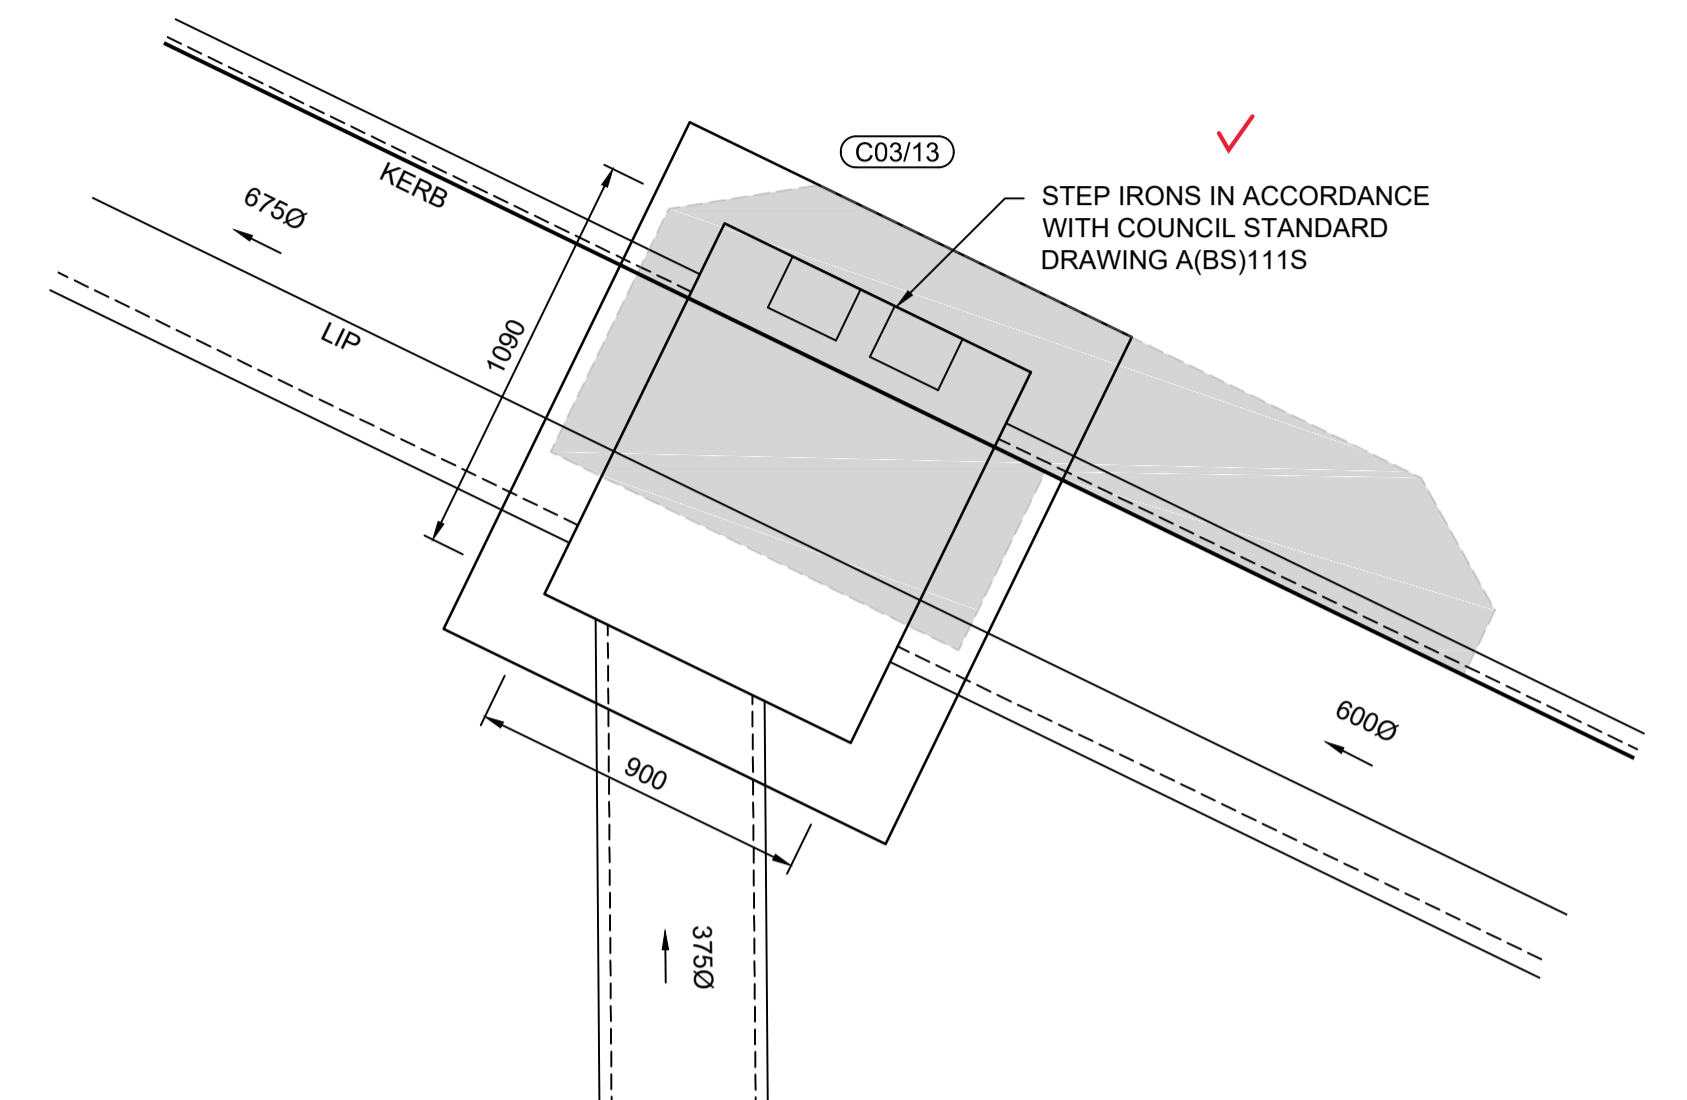 C03/13
STEP IRONS IN ACCORDANCE
WITH COUNCIL STANDARD
DRAWING A(BS)111S
KERB
675Ø
LIP
1090
600Ø
900
375Ø